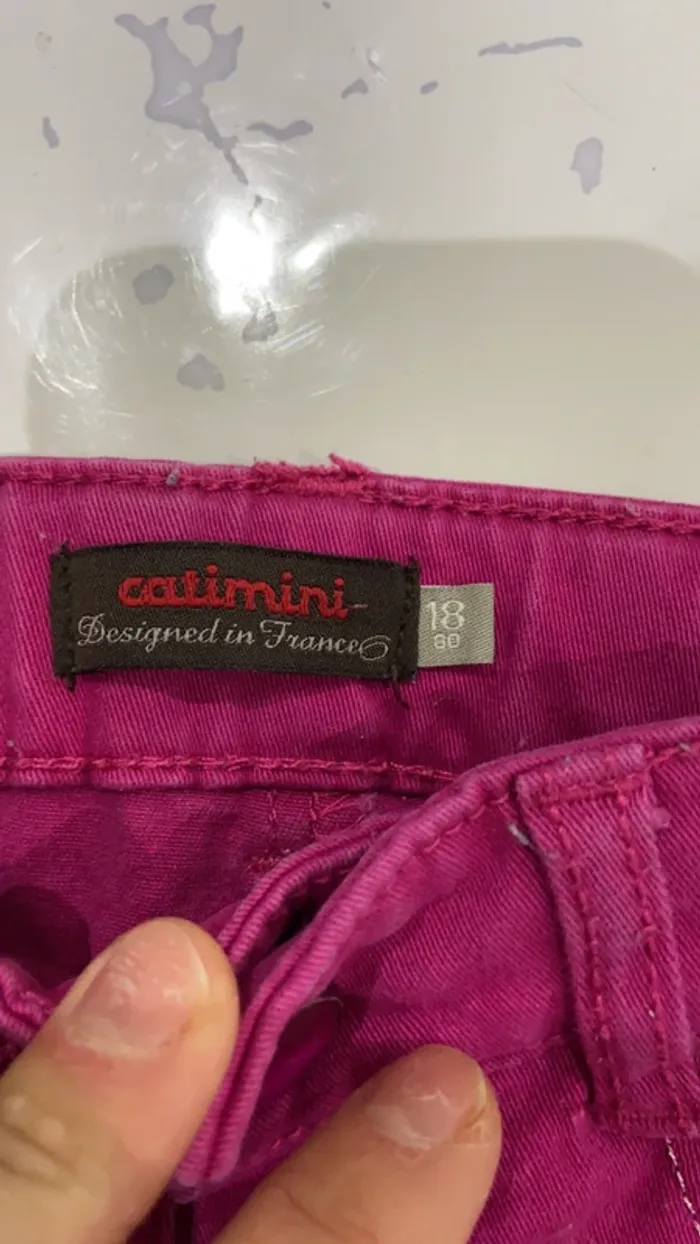 catimini
Designed in France
18
80